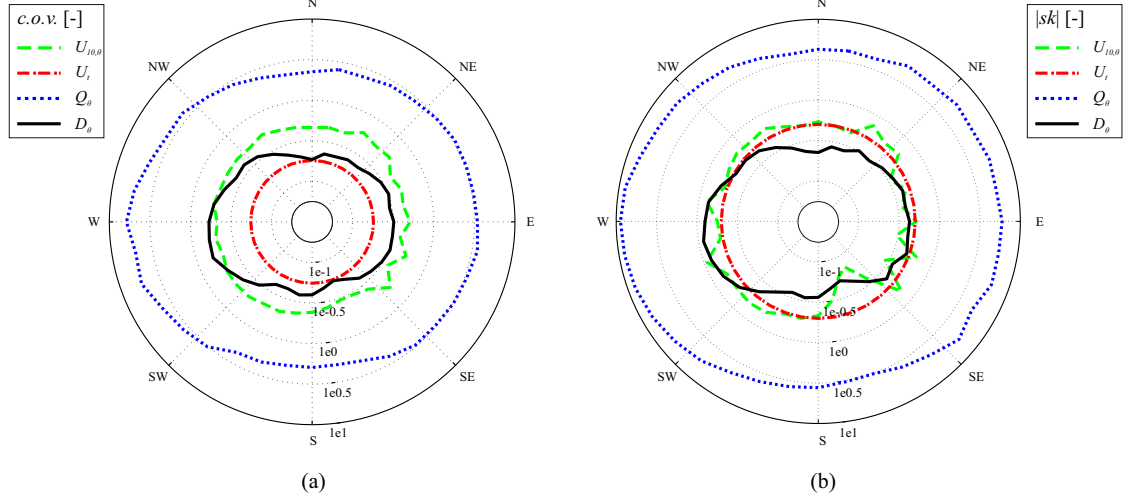 c.o.v. [-]
U10,θ
Ut
Qθ
Dθ
N
NE
E
SE
S
SW
W
NW
1e-1
1e-0.5
1e0
1e0.5
1e1
(a)
|sk| [-]
U10,θ
Ut
Qθ
Dθ
N
NE
E
SE
S
SW
W
NW
1e-1
1e-0.5
1e0
1e0.5
1e1
(b)